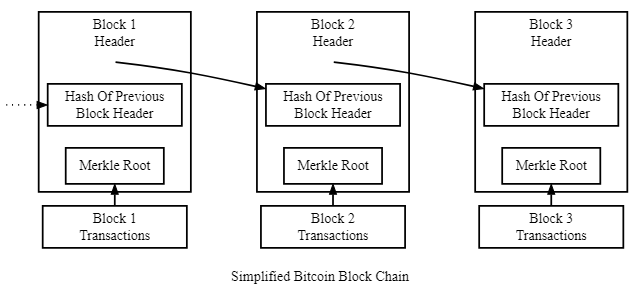 Block 1
Header
Hash Of Previous
Block Header
Merkle Root
Block 1
Transactions
Block 2
Header
Hash Of Previous
Block Header
Merkle Root
Block 2
Transactions
Block 3
Header
Hash Of Previous
Block Header
Merkle Root
Block 3
Transactions
Simplified Bitcoin Block Chain